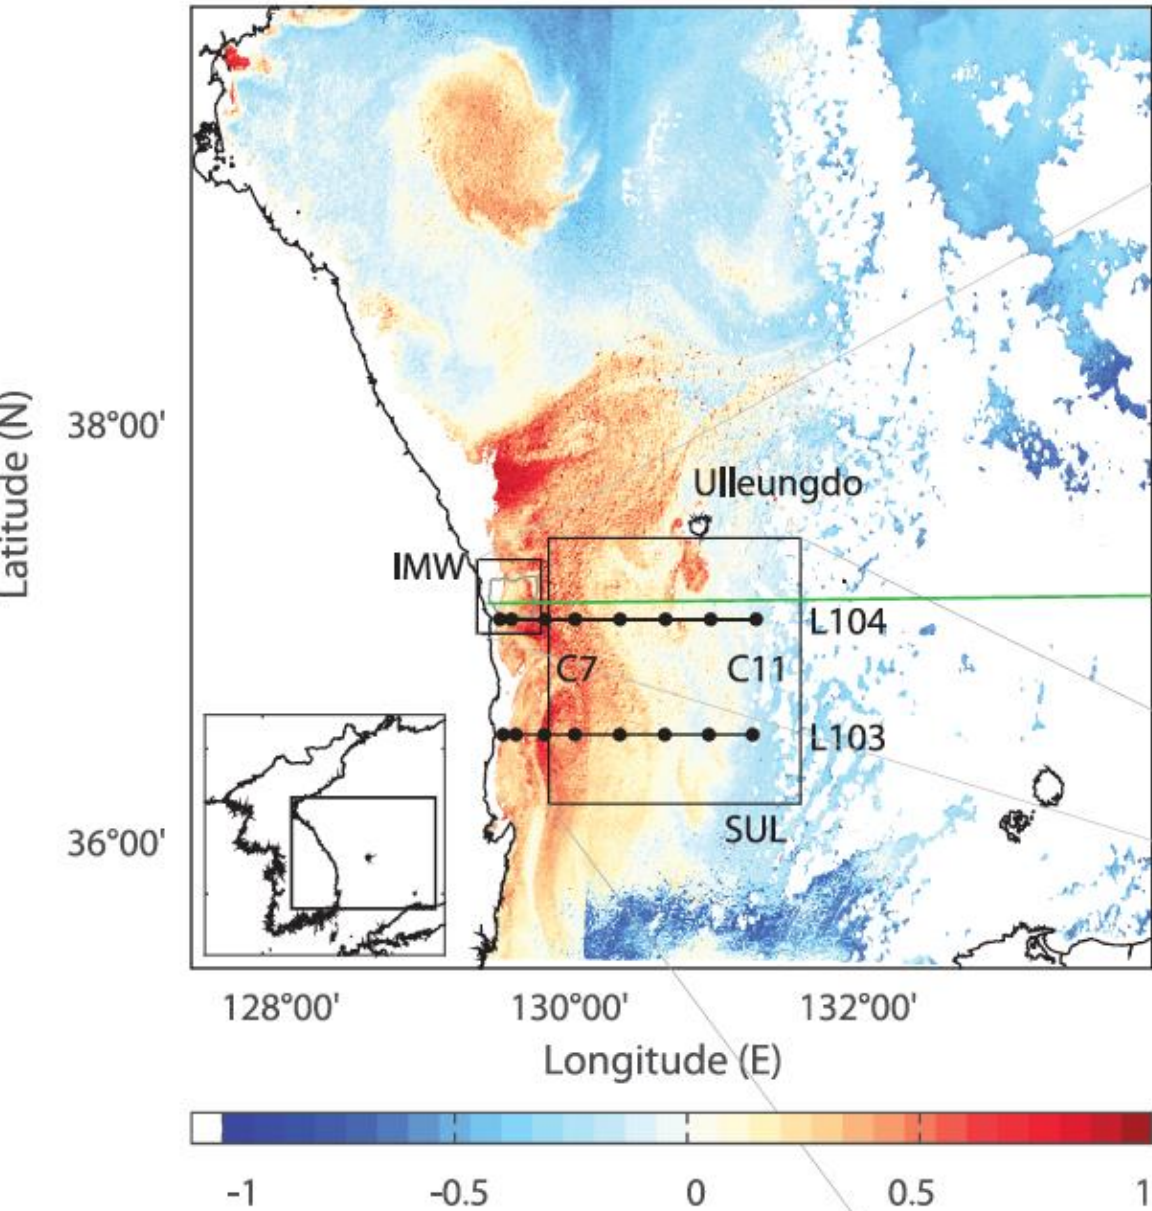 Latitude (N)
38°00'
Ulleungdo
IMW
L104
C7
C11
L103
SUL
36°00'
128°00'
130°00'
132°00'
Longitude (E)
-1
-0.5
0
0.5
1